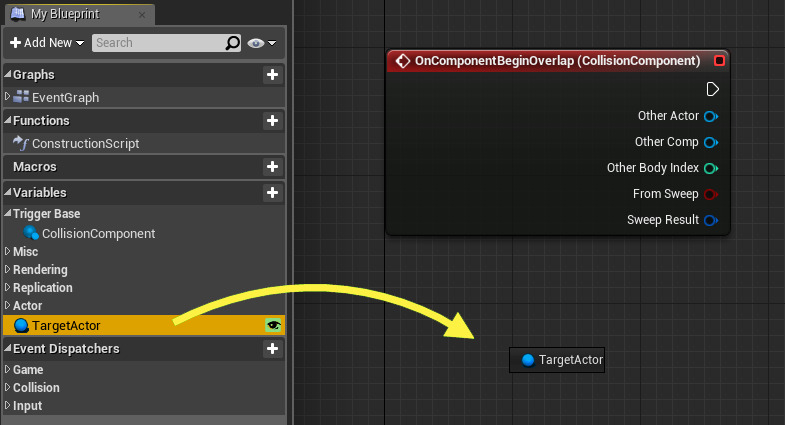 My Blueprint
Add New
Search
Graphs
EventGraph
Functions
ConstructionScript
Macros
Variables
Trigger Base
CollisionComponent
Misc
Rendering
Replication
Actor
TargetActor
Event Dispatchers
Game
Collision
Input
OnComponentBeginOverlap (CollisionComponent)
Other Actor
Other Comp
Other Body Index
From Sweep
Sweep Result
TargetActor